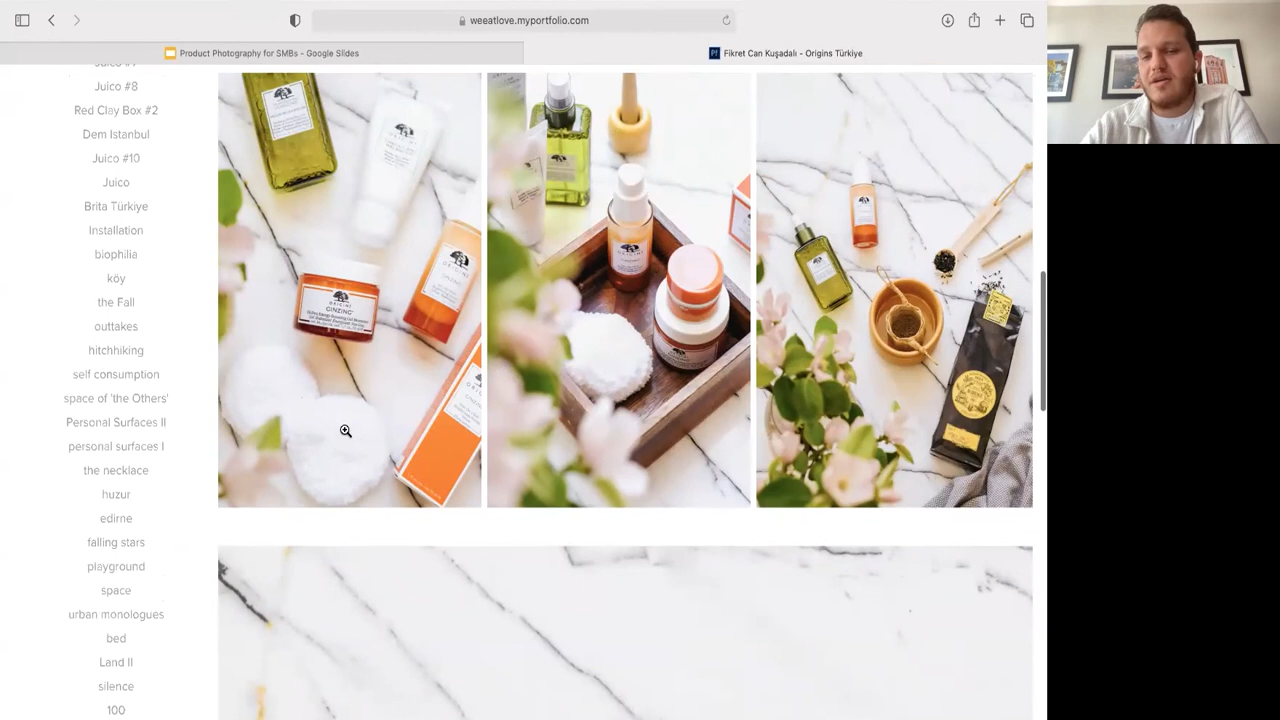 weeatlove.myportfolio.com
Product Photography for SMBs - Google Slides
Fikret Can Kuşadalı - Origins Türkiye
Juico #8
Red Clay Box #2
Dem Istanbul
Juico #10
Juico
Brita Türkiye
Installation
biophilia
köy
the Fall
outtakes
hitchhiking
self consumption
space of 'the Others'
Personal Surfaces II
personal surfaces I
the necklace
huzur
edirne
falling stars
playground
space
urban monologues
bed
Land II
silence
100
ORIGINS
GINZING™